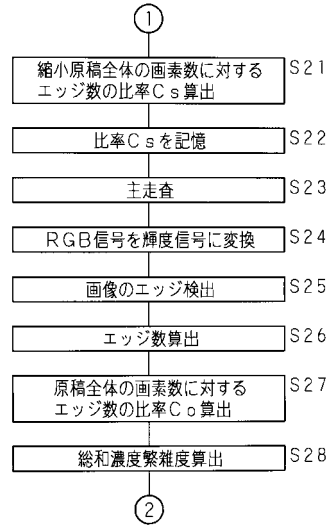 1
縮小原稿全体の画素数に対する
エッジ数の比率Cs算出
S21
比率Csを記憶
S22
主走査
S23
RGB信号を輝度信号に変換
S24
画像のエッジ検出
S25
エッジ数算出
S26
原稿全体の画素数に対する
エッジ数の比率Co算出
S27
総和濃度繁雑度算出
S28
2